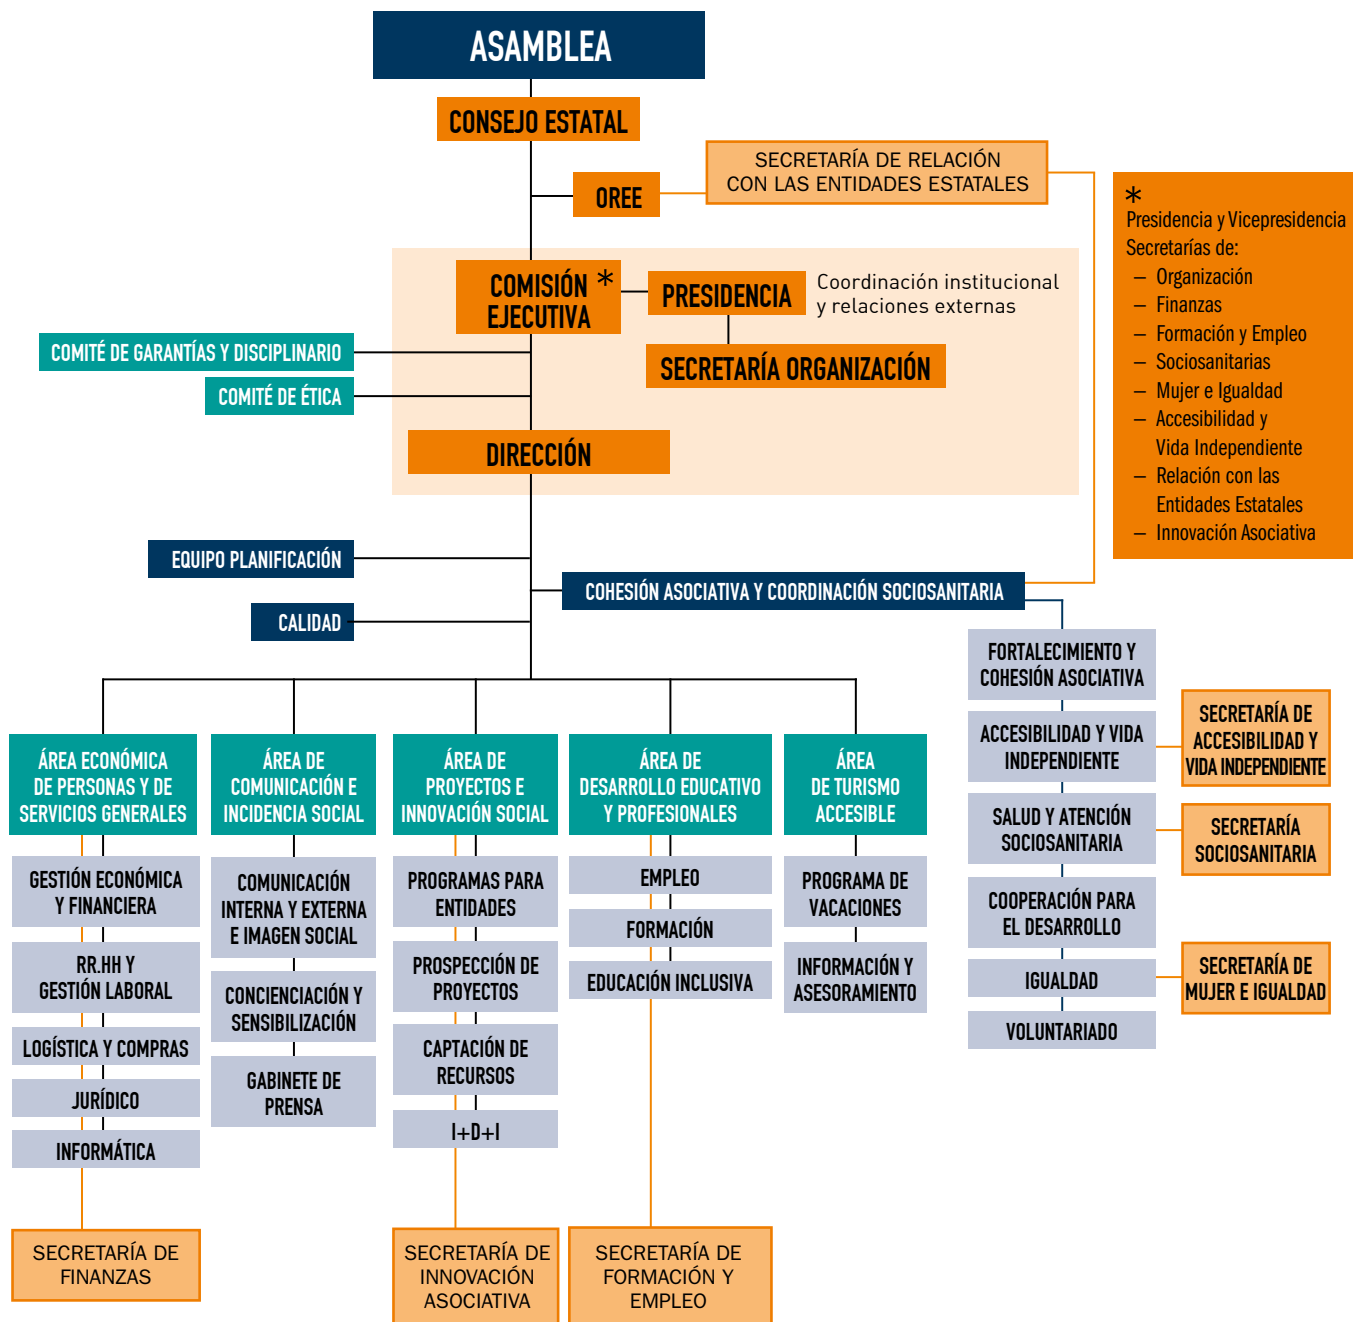 ASAMBLEA
CONSEJO ESTATAL
SECRETARÍA DE RELACIÓN
CON LAS ENTIDADES ESTATALES
OREE
*
Presidencia y Vicepresidencia
Secretarías de:
– Organización
– Finanzas
– Formación y Empleo
– Sociosanitarias
– Mujer e Igualdad
– Accesibilidad y
Vida Independiente
– Relación con las
Entidades Estatales
– Innovación Asociativa
COMISIÓN *
EJECUTIVA
PRESIDENCIA
Coordinación institucional
y relaciones externas
SECRETARÍA ORGANIZACIÓN
COMITÉ DE GARANTÍAS Y DISCIPLINARIO
COMITÉ DE ÉTICA
DIRECCIÓN
EQUIPO PLANIFICACIÓN
COHESIÓN ASOCIATIVA Y COORDINACIÓN SOCIOSANITARIA
CALIDAD
FORTALECIMIENTO Y
COHESIÓN ASOCIATIVA
ACCESIBILIDAD Y VIDA
INDEPENDIENTE
SECRETARÍA DE
ACCESIBILIDAD Y
VIDA INDEPENDIENTE
SALUD Y ATENCIÓN
SOCIOSANITARIA
SECRETARÍA
SOCIOSANITARIA
COOPERACIÓN PARA
EL DESARROLLO
IGUALDAD
SECRETARÍA DE
MUJER E IGUALDAD
VOLUNTARIADO
ÁREA ECONÓMICA
DE PERSONAS Y DE
SERVICIOS GENERALES
GESTIÓN ECONÓMICA
Y FINANCIERA
RR.HH Y
GESTIÓN LABORAL
LOGÍSTICA Y COMPRAS
JURÍDICO
INFORMÁTICA
SECRETARÍA DE
FINANZAS
ÁREA DE
COMUNICACIÓN E
INCIDENCIA SOCIAL
COMUNICACIÓN
INTERNA Y EXTERNA
E IMAGEN SOCIAL
CONCIENCIACIÓN Y
SENSIBILIZACIÓN
GABINETE DE
PRENSA
ÁREA DE
PROYECTOS E
INNOVACIÓN SOCIAL
PROGRAMAS PARA
ENTIDADES
PROSPECCIÓN DE
PROYECTOS
CAPTACIÓN DE
RECURSOS
I+D+I
SECRETARÍA DE
INNOVACIÓN
ASOCIATIVA
ÁREA DE
DESARROLLO EDUCATIVO
Y PROFESIONALES
EMPLEO
FORMACIÓN
EDUCACIÓN INCLUSIVA
SECRETARÍA DE
FORMACIÓN Y
EMPLEO
ÁREA
DE TURISMO
ACCESIBLE
PROGRAMA DE
VACACIONES
INFORMACIÓN Y
ASESORAMIENTO